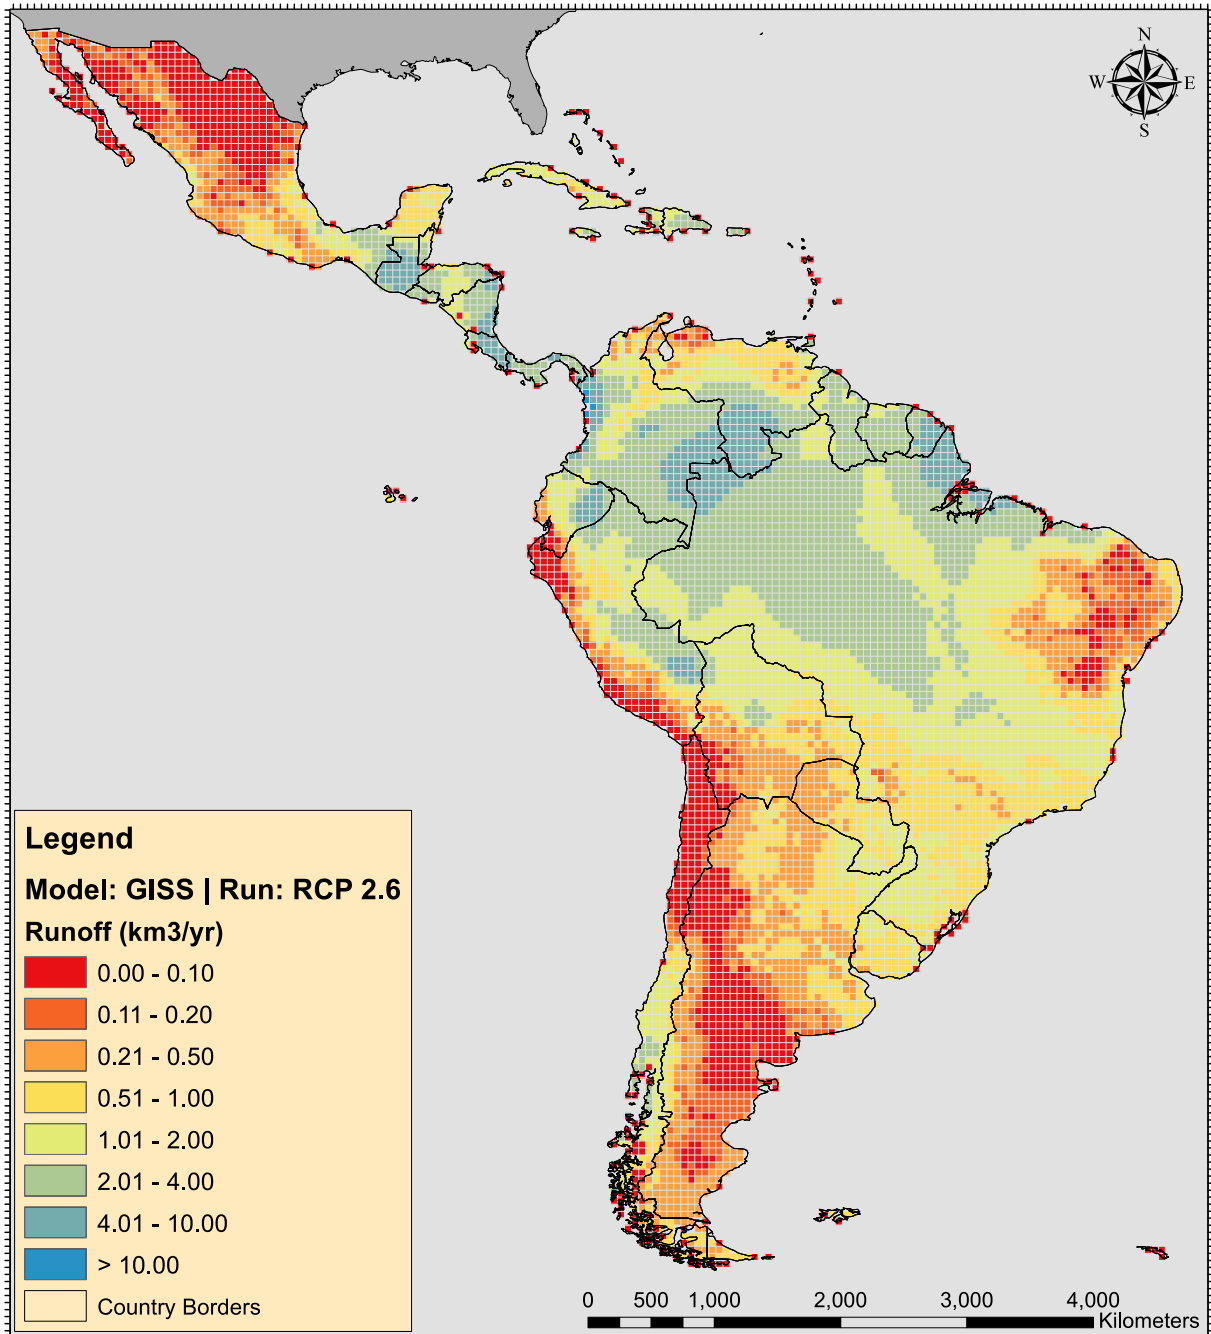 N
W E
S
Legend
Model: GISS | Run: RCP 2.6
Runoff (km3/yr)
0.00 - 0.10
0.11 - 0.20
0.21 - 0.50
0.51 - 1.00
1.01 - 2.00
2.01 - 4.00
4.01 - 10.00
> 10.00
Country Borders
0 500 1,000 2,000 3,000 4,000
Kilometers